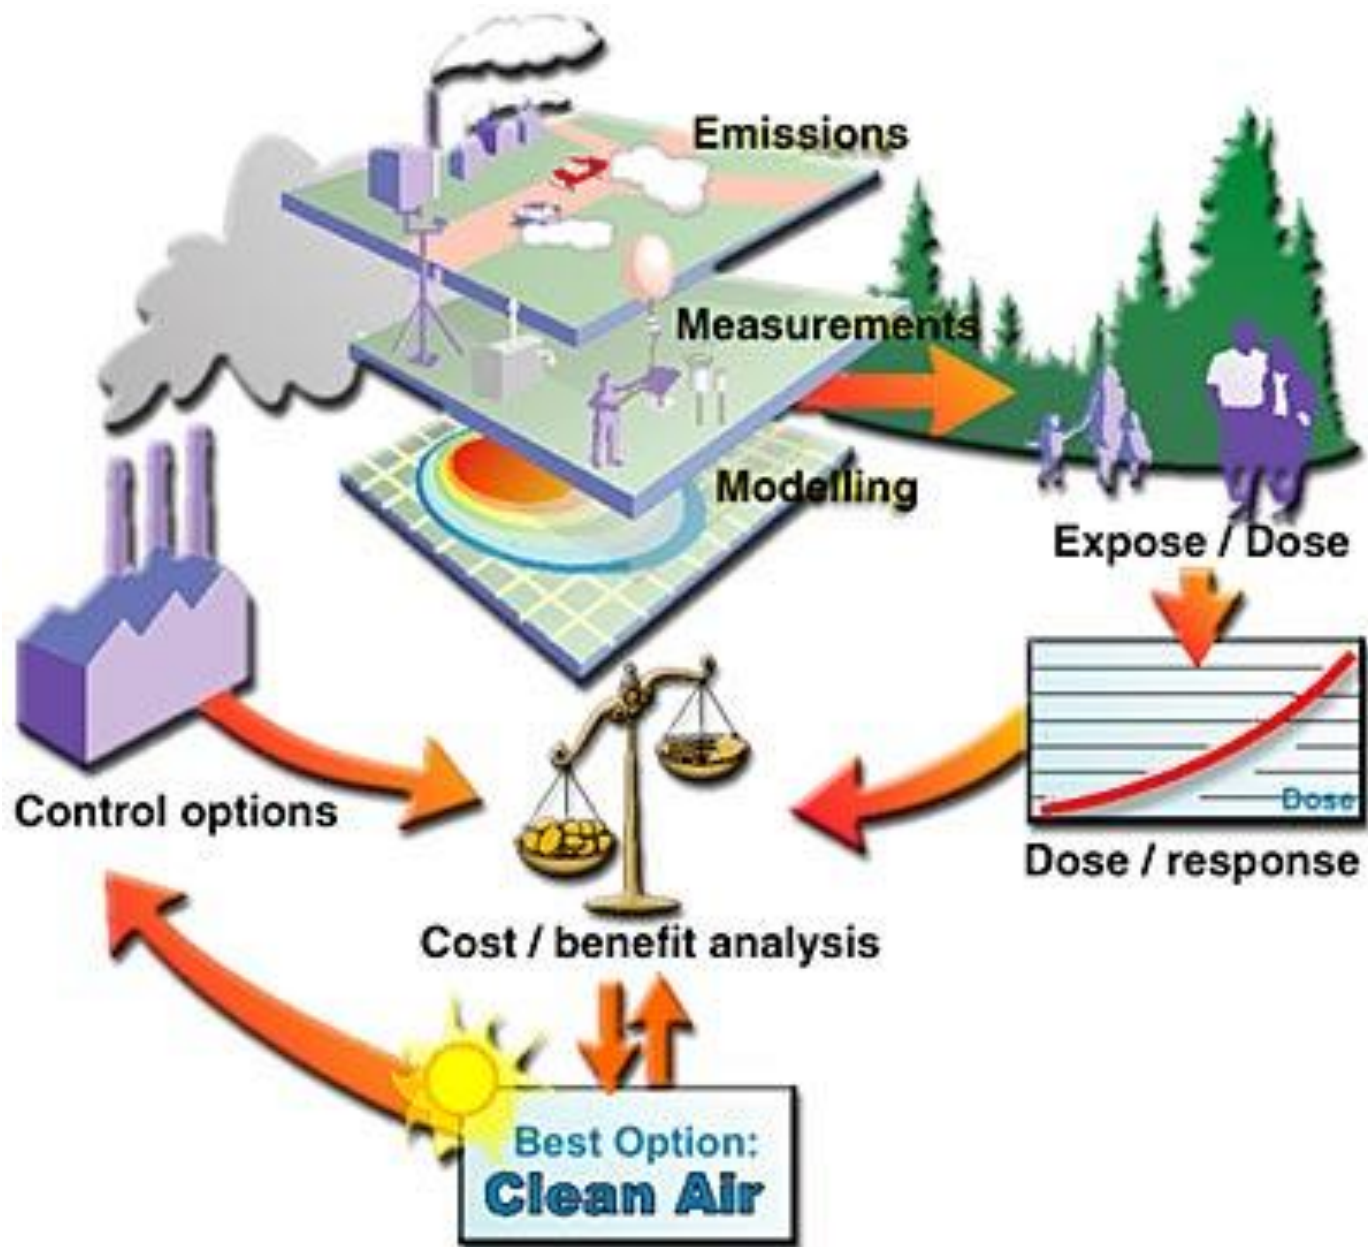 Emissions
Measurements
Modelling
Expose / Dose
Dose
Dose / response
Control options
Cost / benefit analysis
Best Option:
Clean Air